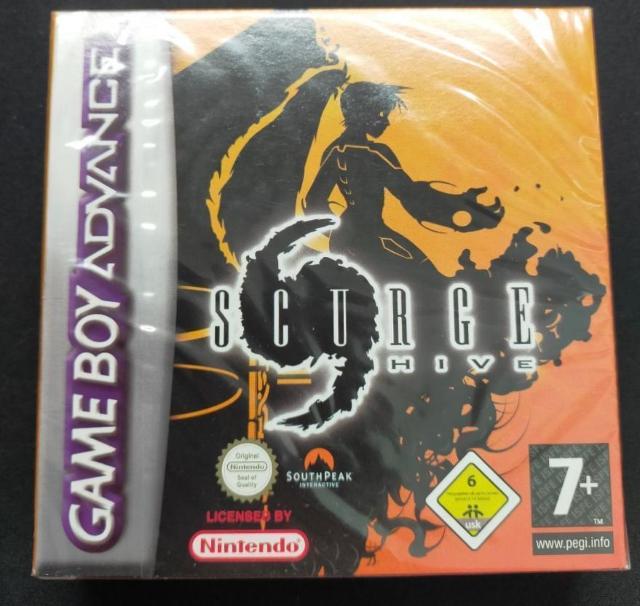 GAME BOY ADVANCE
SCURGE
HIVE
Original
Nintendo
Seal of
Quality
SOUTHPEAK
INTERACTIVE
LICENSED BY
Nintendo
6
usk
7+
TM
www.pegi.info